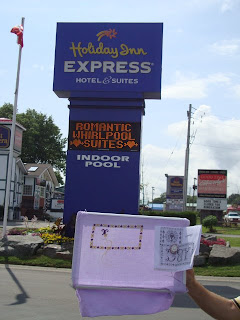 Holiday Inn
EXPRESS
HOTEL & SUITES
ROMANTIC
WHIRLPOOL
SUITES
INDOOR
POOL